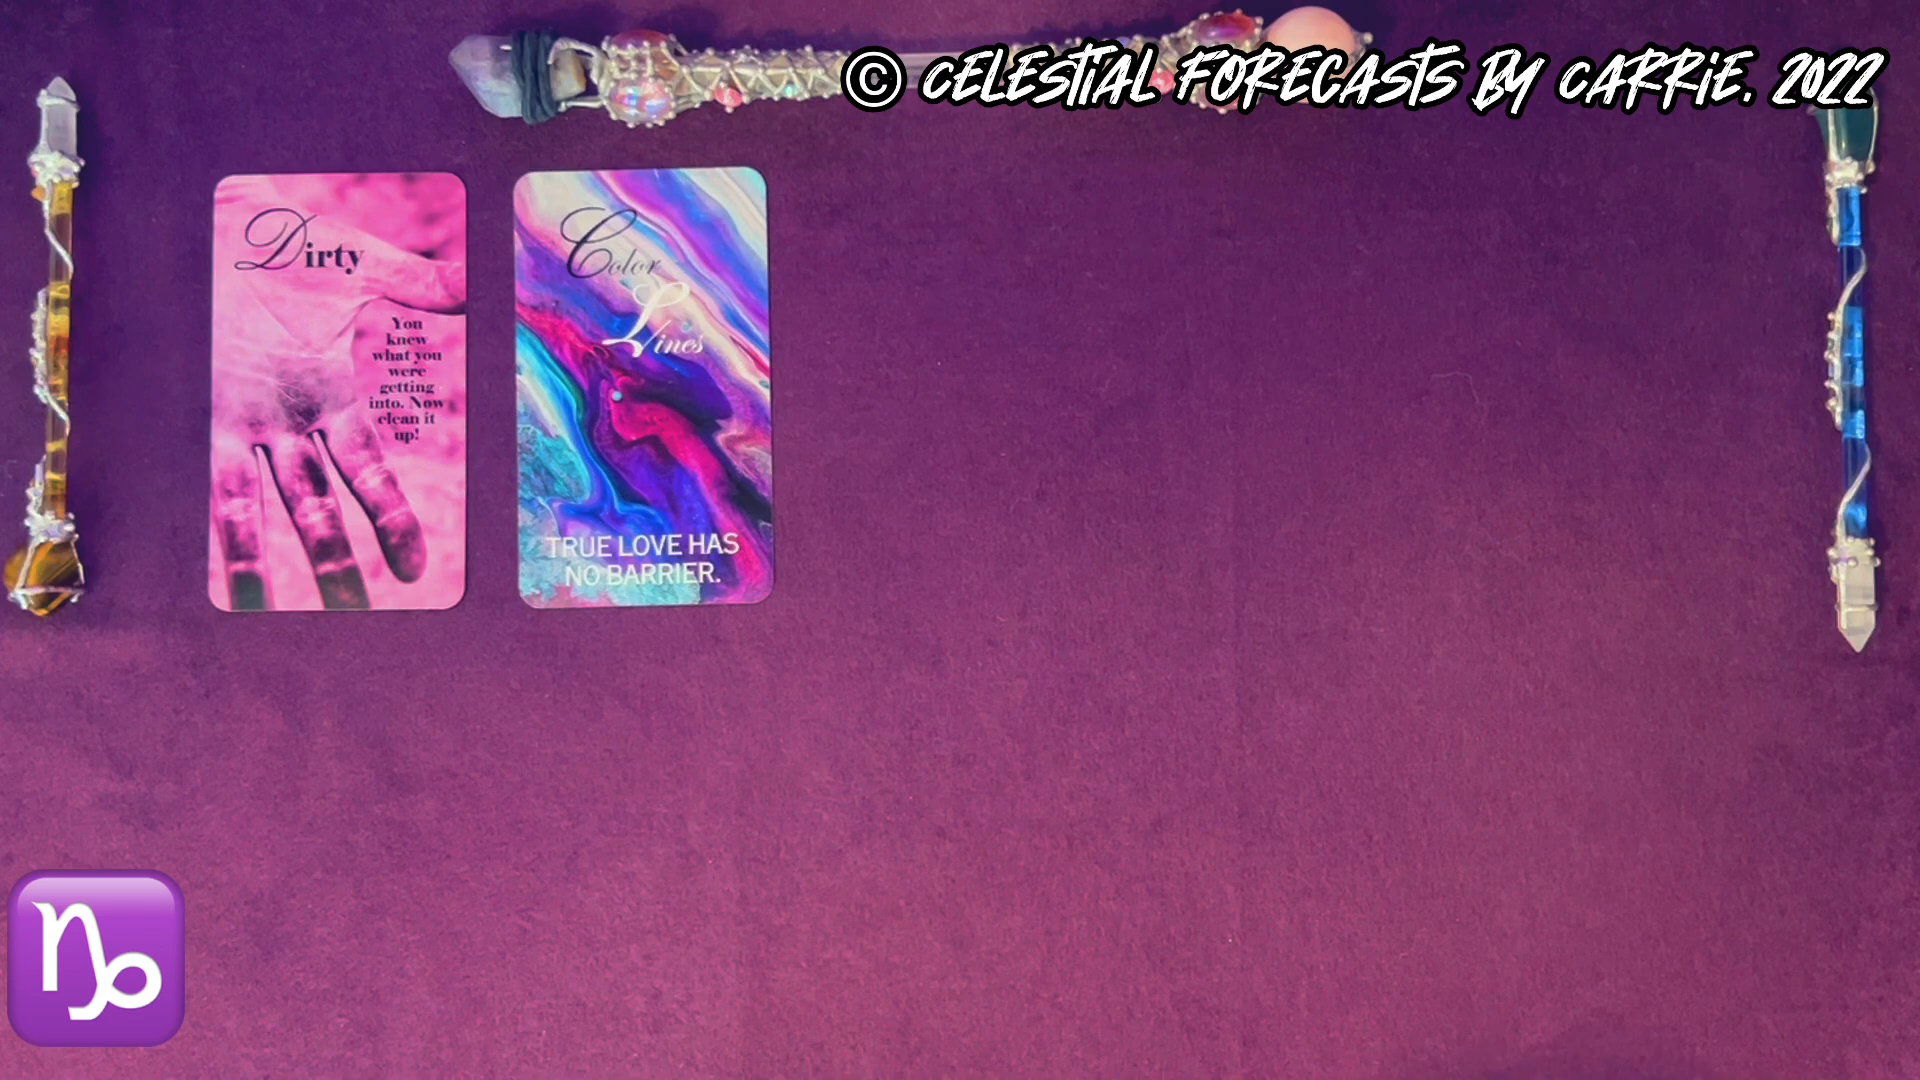 © CELESTIAL FORECASTS BY CARRIE. 2022
Dirty
You
knew
what you
were
getting
into. Now
clean it
up!
Color
Lines
TRUE LOVE HAS
NO BARRIER.